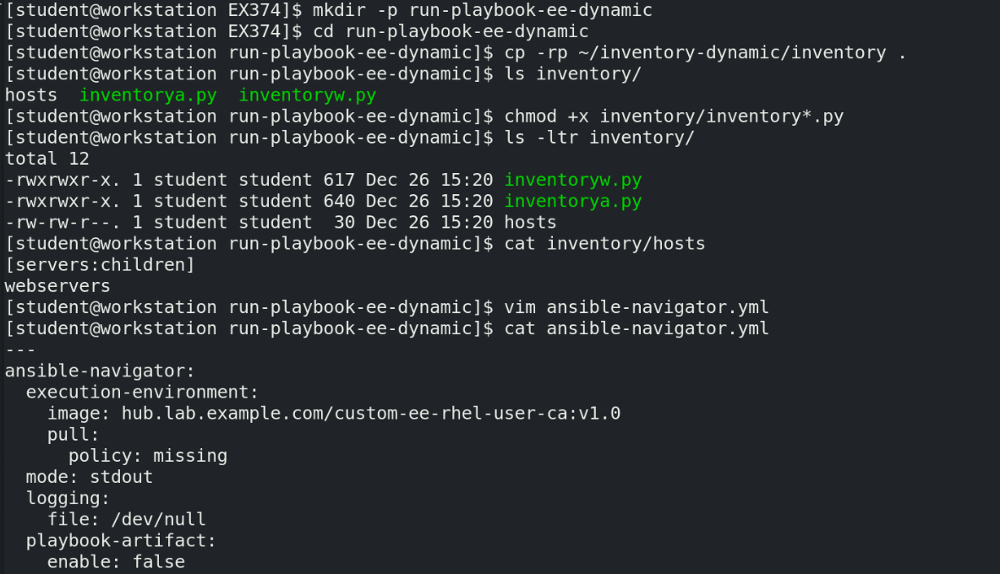 [student@workstation EX374]$ mkdir -p run-playbook-ee-dynamic
[student@workstation EX374]$ cd run-playbook-ee-dynamic
[student@workstation run-playbook-ee-dynamic]$ cp -rp ~/inventory-dynamic/inventory .
[student@workstation run-playbook-ee-dynamic]$ ls inventory/
hosts  inventorya.py  inventoryw.py
[student@workstation run-playbook-ee-dynamic]$ chmod +x inventory/inventory*.py
[student@workstation run-playbook-ee-dynamic]$ ls -ltr inventory/
total 12
-rwxrwxr-x. 1 student student 617 Dec 26 15:20 inventoryw.py
-rwxrwxr-x. 1 student student 640 Dec 26 15:20 inventorya.py
-rw-rw-r--. 1 student student  30 Dec 26 15:20 hosts
[student@workstation run-playbook-ee-dynamic]$ cat inventory/hosts
[servers:children]
webservers
[student@workstation run-playbook-ee-dynamic]$ vim ansible-navigator.yml
[student@workstation run-playbook-ee-dynamic]$ cat ansible-navigator.yml
---
ansible-navigator:
  execution-environment:
    image: hub.lab.example.com/custom-ee-rhel-user-ca:v1.0
    pull:
      policy: missing
  mode: stdout
  logging:
    file: /dev/null
  playbook-artifact:
    enable: false